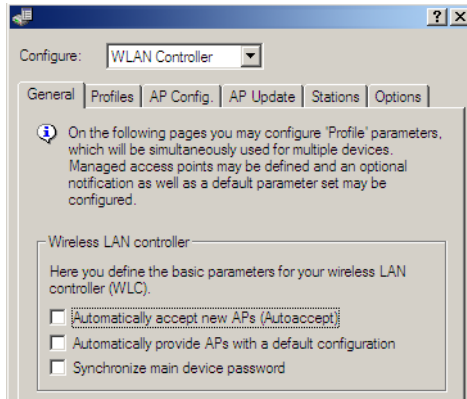 ? X
Configure: WLAN Controller
General Profiles AP Config. AP Update Stations Options
i On the following pages you may configure 'Profile' parameters,
which will be simultaneously used for multiple devices.
Managed access points may be defined and an optional
notification as well as a default parameter set may be
configured.
Wireless LAN controller
Here you define the basic parameters for your wireless LAN
controller (WLC).
Automatically accept new APs (Autoaccept)
Automatically provide APs with a default configuration
Synchronize main device password